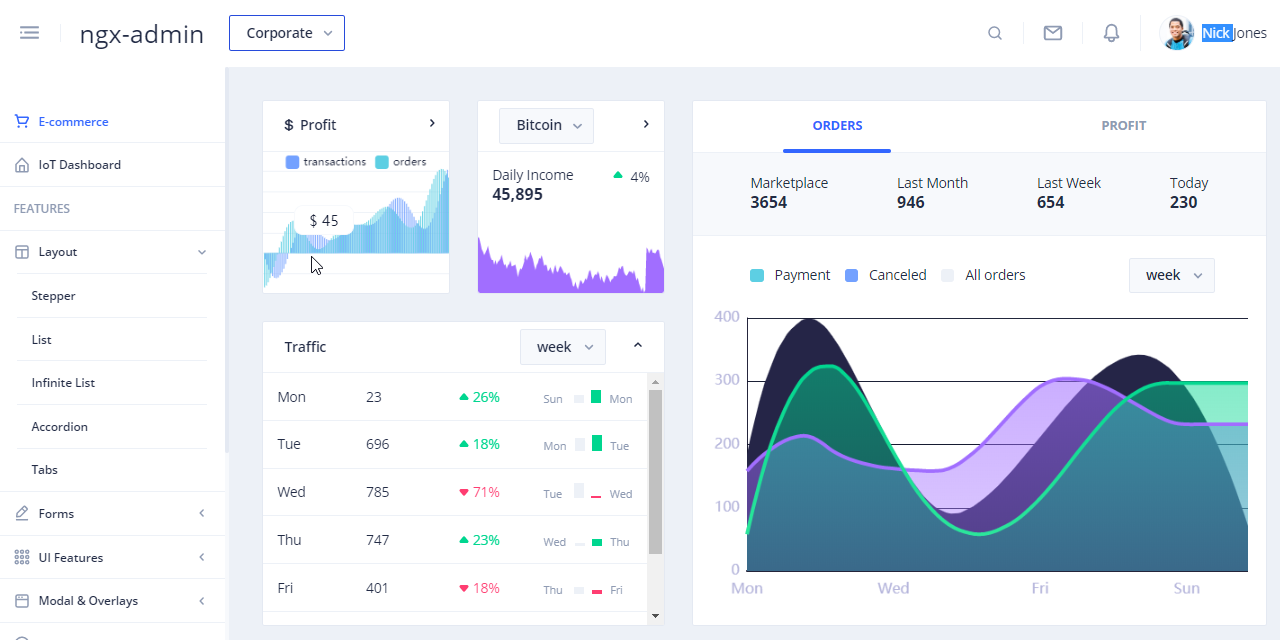 ngx-admin
Corporate
Nick Jones
E-commerce
IoT Dashboard
FEATURES
Layout
Stepper
List
Infinite List
Accordion
Tabs
Forms
UI Features
Modal & Overlays
$ Profit
transactions orders
$ 45
Bitcoin
Daily Income
4%
45,895
Traffic
week
Mon 23 26% Sun Mon
Tue 696 18% Mon Tue
Wed 785 71% Tue Wed
Thu 747 23% Wed Thu
Fri 401 18% Thu Fri
ORDERS PROFIT
Marketplace Last Month Last Week Today
3654 946 654 230
Payment Canceled All orders
week
400
300
200
100
0
Mon Wed Fri Sun